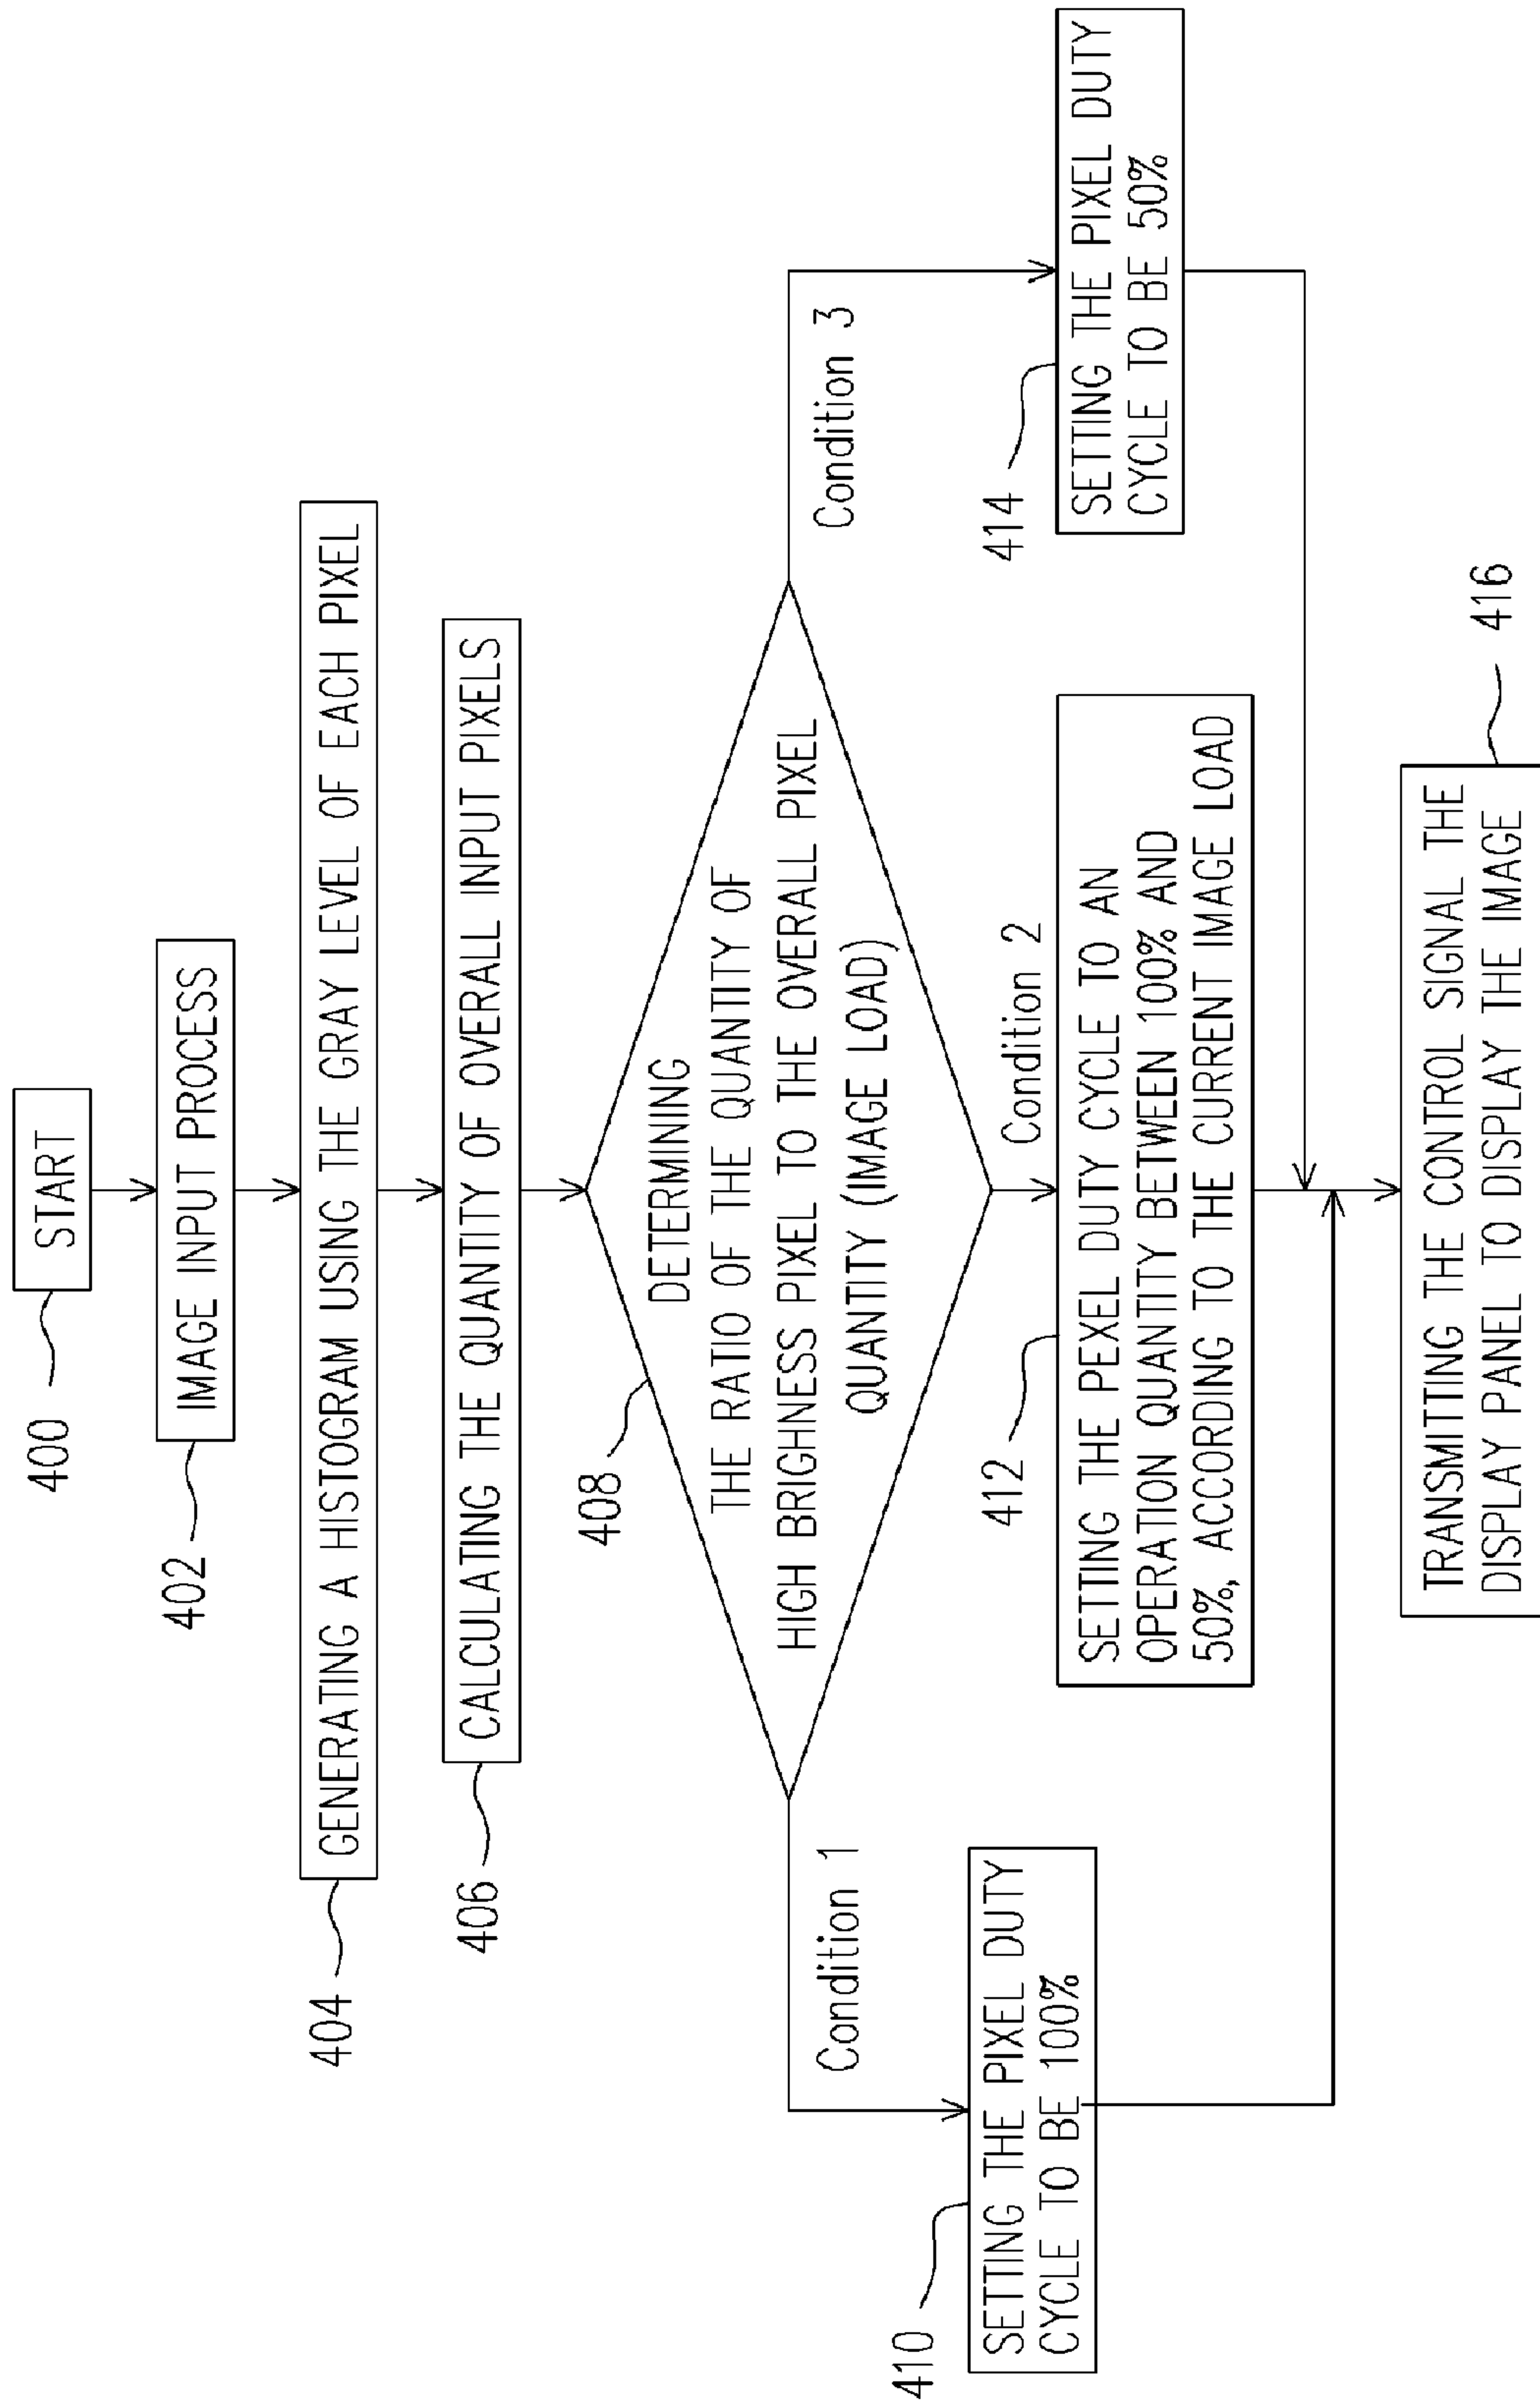 400
START
402
IMAGE INPUT PROCESS
404
GENERATING A HISTOGRAM USING THE GRAY LEVEL OF EACH PIXEL
406
CALCULATING THE QUANTITY OF OVERALL INPUT PIXELS
408
DETERMINING
THE RATIO OF THE QUANTITY OF
HIGH BRIGHNESS PIXEL TO THE OVERALL PIXEL
QUANTITY (IMAGE LOAD)
Condition 1
Condition 2
Condition 3
410
SETTING THE PIXEL DUTY
CYCLE TO BE 100%
412
SETTING THE PEXEL DUTY CYCLE TO AN
OPERATION QUANTITY BETWEEN 100% AND
50%, ACCORDING TO THE CURRENT IMAGE LOAD
414
SETTING THE PIXEL DUTY
CYCLE TO BE 50%
TRANSMITTING THE CONTROL SIGNAL THE
DISPLAY PANEL TO DISPLAY THE IMAGE
416